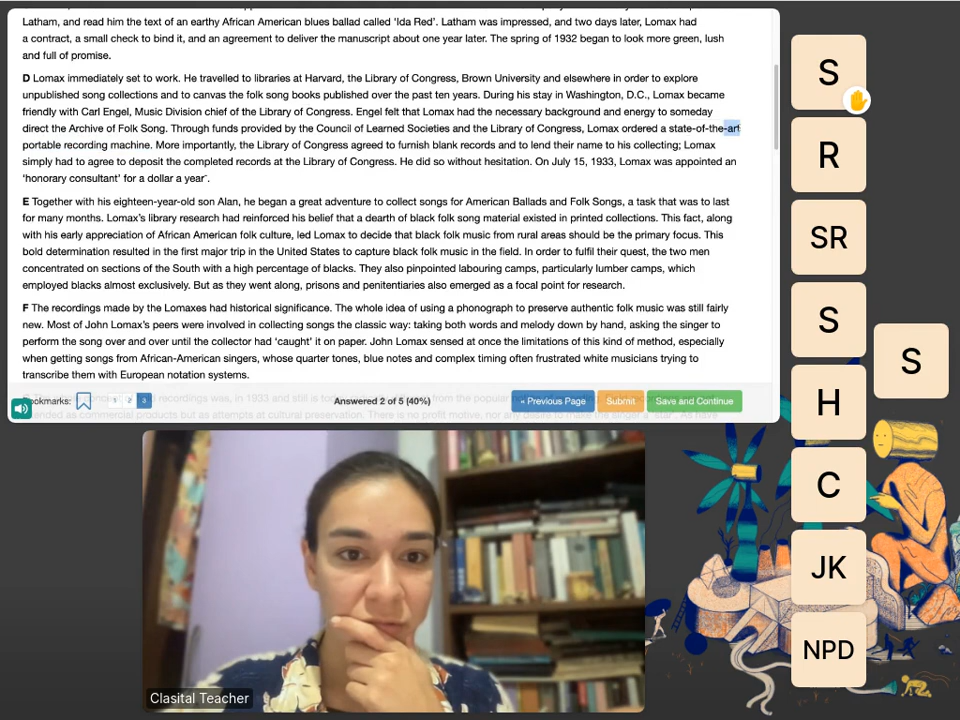 Latham, and read him the text of an earthy African American blues ballad called 'Ida Red'. Latham was impressed, and two days later, Lomax had
a contract, a small check to bind it, and an agreement to deliver the manuscript about one year later. The spring of 1932 began to look more green, lush
and full of promise.
D Lomax immediately set to work. He travelled to libraries at Harvard, the Library of Congress, Brown University and elsewhere in order to explore
unpublished song collections and to canvas the folk song books published over the past ten years. During his stay in Washington, D.C., Lomax became
friendly with Carl Engel, Music Division chief of the Library of Congress. Engel felt that Lomax had the necessary background and energy to someday
direct the Archive of Folk Song. Through funds provided by the Council of Learned Societies and the Library of Congress, Lomax ordered a state-of-the-art
portable recording machine. More importantly, the Library of Congress agreed to furnish blank records and to lend their name to his collecting; Lomax
simply had to agree to deposit the completed records at the Library of Congress. He did so without hesitation. On July 15, 1933, Lomax was appointed an
'honorary consultant' for a dollar a year'.
E Together with his eighteen-year-old son Alan, he began a great adventure to collect songs for American Ballads and Folk Songs, a task that was to last
for many months. Lomax's library research had reinforced his belief that a dearth of black folk song material existed in printed collections. This fact, along
with his early appreciation of African American folk culture, led Lomax to decide that black folk music from rural areas should be the primary focus. This
bold determination resulted in the first major trip in the United States to capture black folk music in the field. In order to fulfil their quest, the two men
concentrated on sections of the South with a high percentage of blacks. They also pinpointed labouring camps, particularly lumber camps, which
employed blacks almost exclusively. But as they went along, prisons and penitentiaries also emerged as a focal point for research.
F The recordings made by the Lomaxes had historical significance. The whole idea of using a phonograph to preserve authentic folk music was still fairly
new. Most of John Lomax's peers were involved in collecting songs the classic way: taking both words and melody down by hand, asking the singer to
perform the song over and over until the collector had 'caught' it on paper. John Lomax sensed at once the limitations of this kind of method, especially
when getting songs from African-American singers, whose quarter tones, blue notes and complex timing often frustrated white musicians trying to
transcribe them with European notation systems.
ookmarks: 1 2 3 Answered 2 of 5 (40%) « Previous Page Submit Save and Continue
Clasital Teacher
S
R
SR
S
S
H
C
JK
NPD